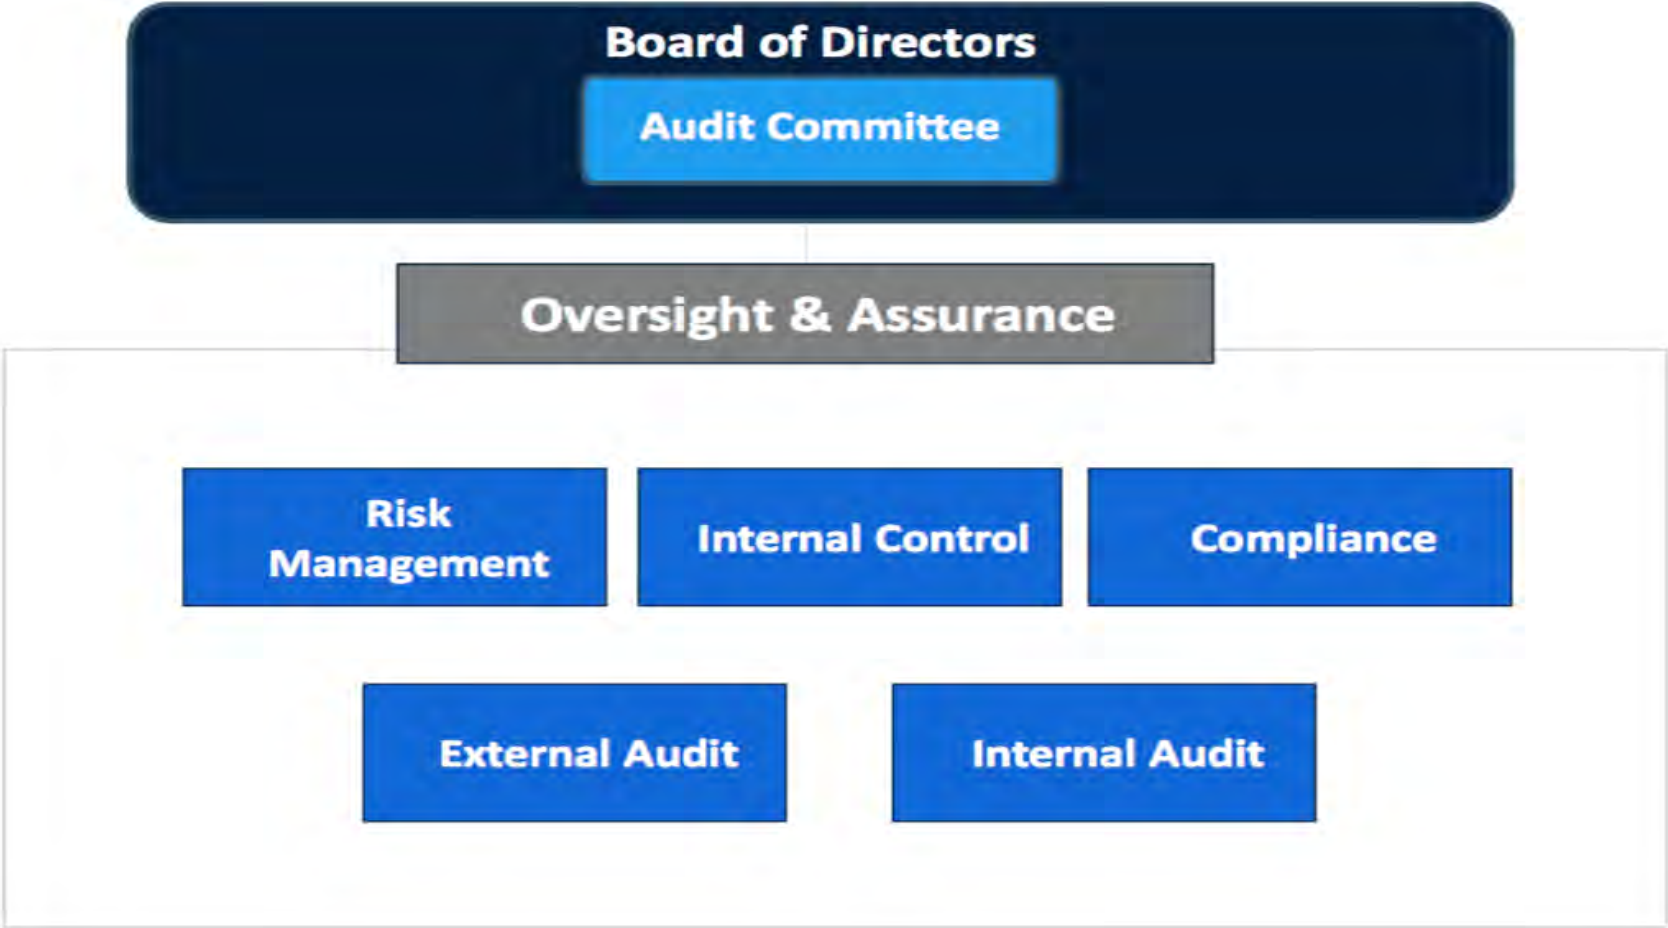 Board of Directors
Audit Committee
Oversight & Assurance
Risk
Management
Internal Control
Compliance
External Audit
Internal Audit